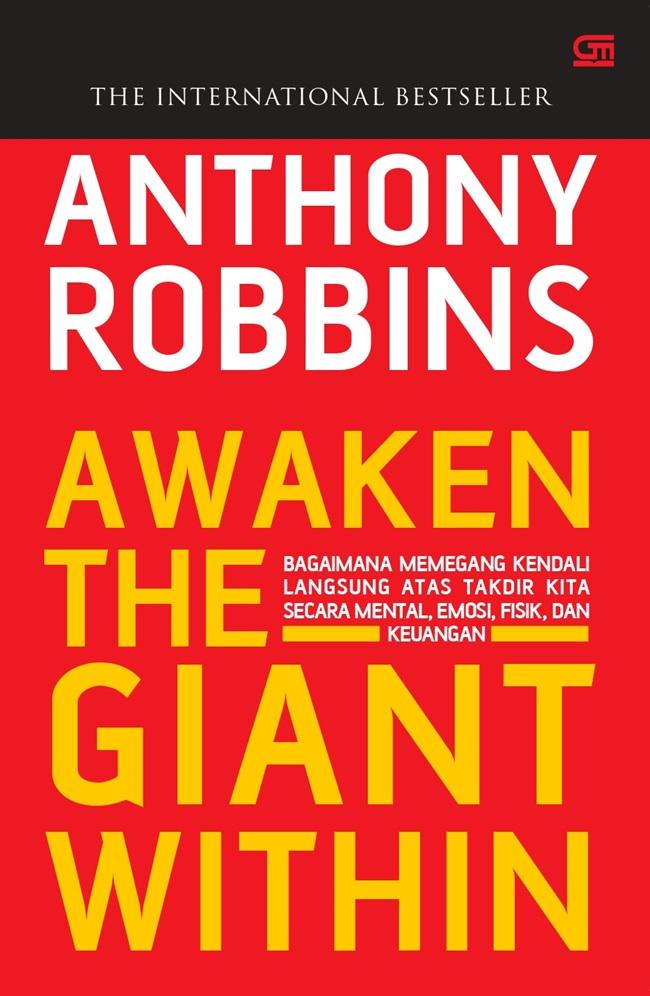 GM
THE INTERNATIONAL BESTSELLER
ANTHONY
ROBBINS
AWAKEN
THE
BAGAIMANA MEMEGANG KENDALI
LANGSUNG ATAS TAKDIR KITA
SECARA MENTAL, EMOSI, FISIK, DAN
KEUANGAN
GIANT
WITHIN